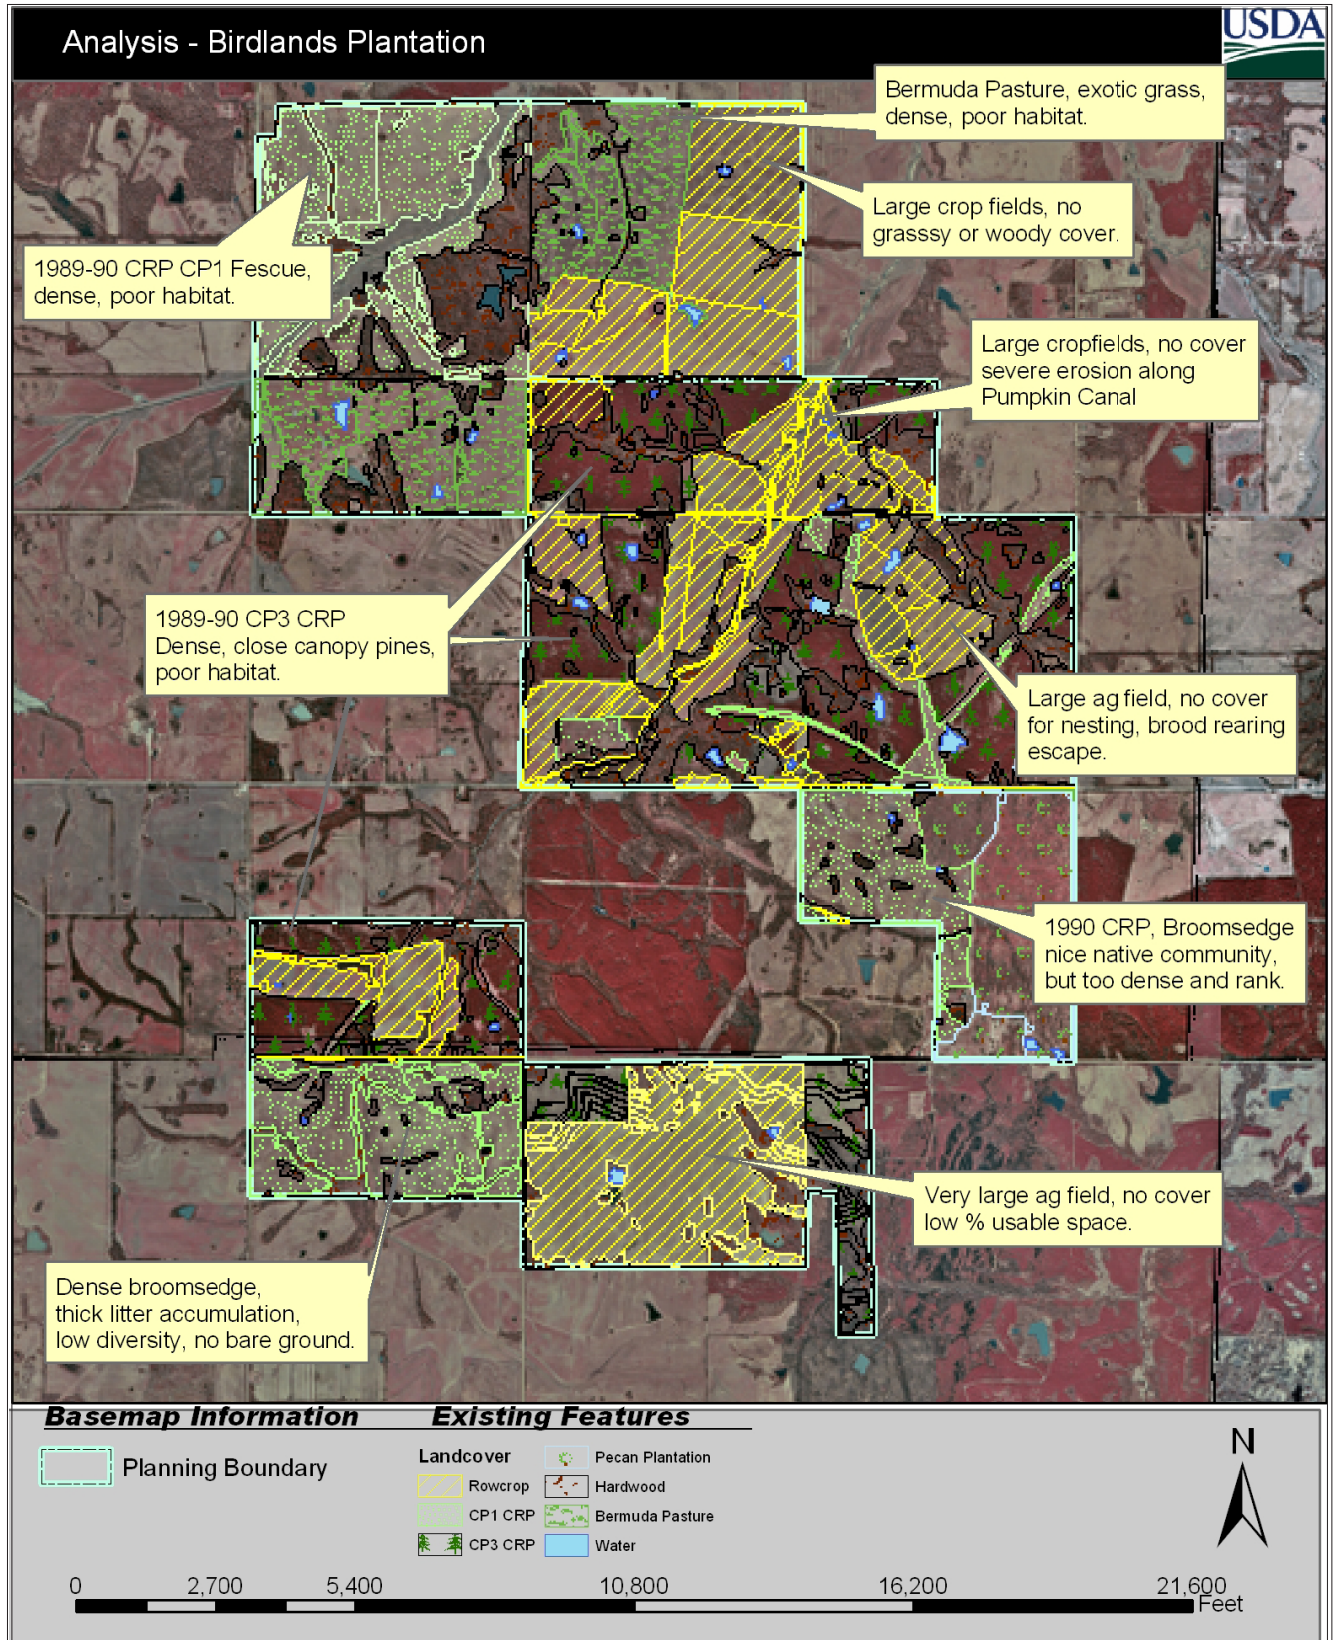 Analysis - Birdlands Plantation
USDA
Bermuda Pasture, exotic grass,
dense, poor habitat.
Large crop fields, no
grasssy or woody cover.
1989-90 CRP CP1 Fescue,
dense, poor habitat.
Large cropfields, no cover
severe erosion along
Pumpkin Canal
1989-90 CP3 CRP
Dense, close canopy pines,
poor habitat.
Large ag field, no cover
for nesting, brood rearing
escape.
1990 CRP, Broomsedge
nice native community,
but too dense and rank.
Very large ag field, no cover
low % usable space.
Dense broomsedge,
thick litter accumulation,
low diversity, no bare ground.
Basemap Information
Planning Boundary
Existing Features
Landcover
Rowcrop
CP1 CRP
CP3 CRP
Pecan Plantation
Hardwood
Bermuda Pasture
Water
N
0 2,700 5,400 10,800 16,200 21,600
Feet